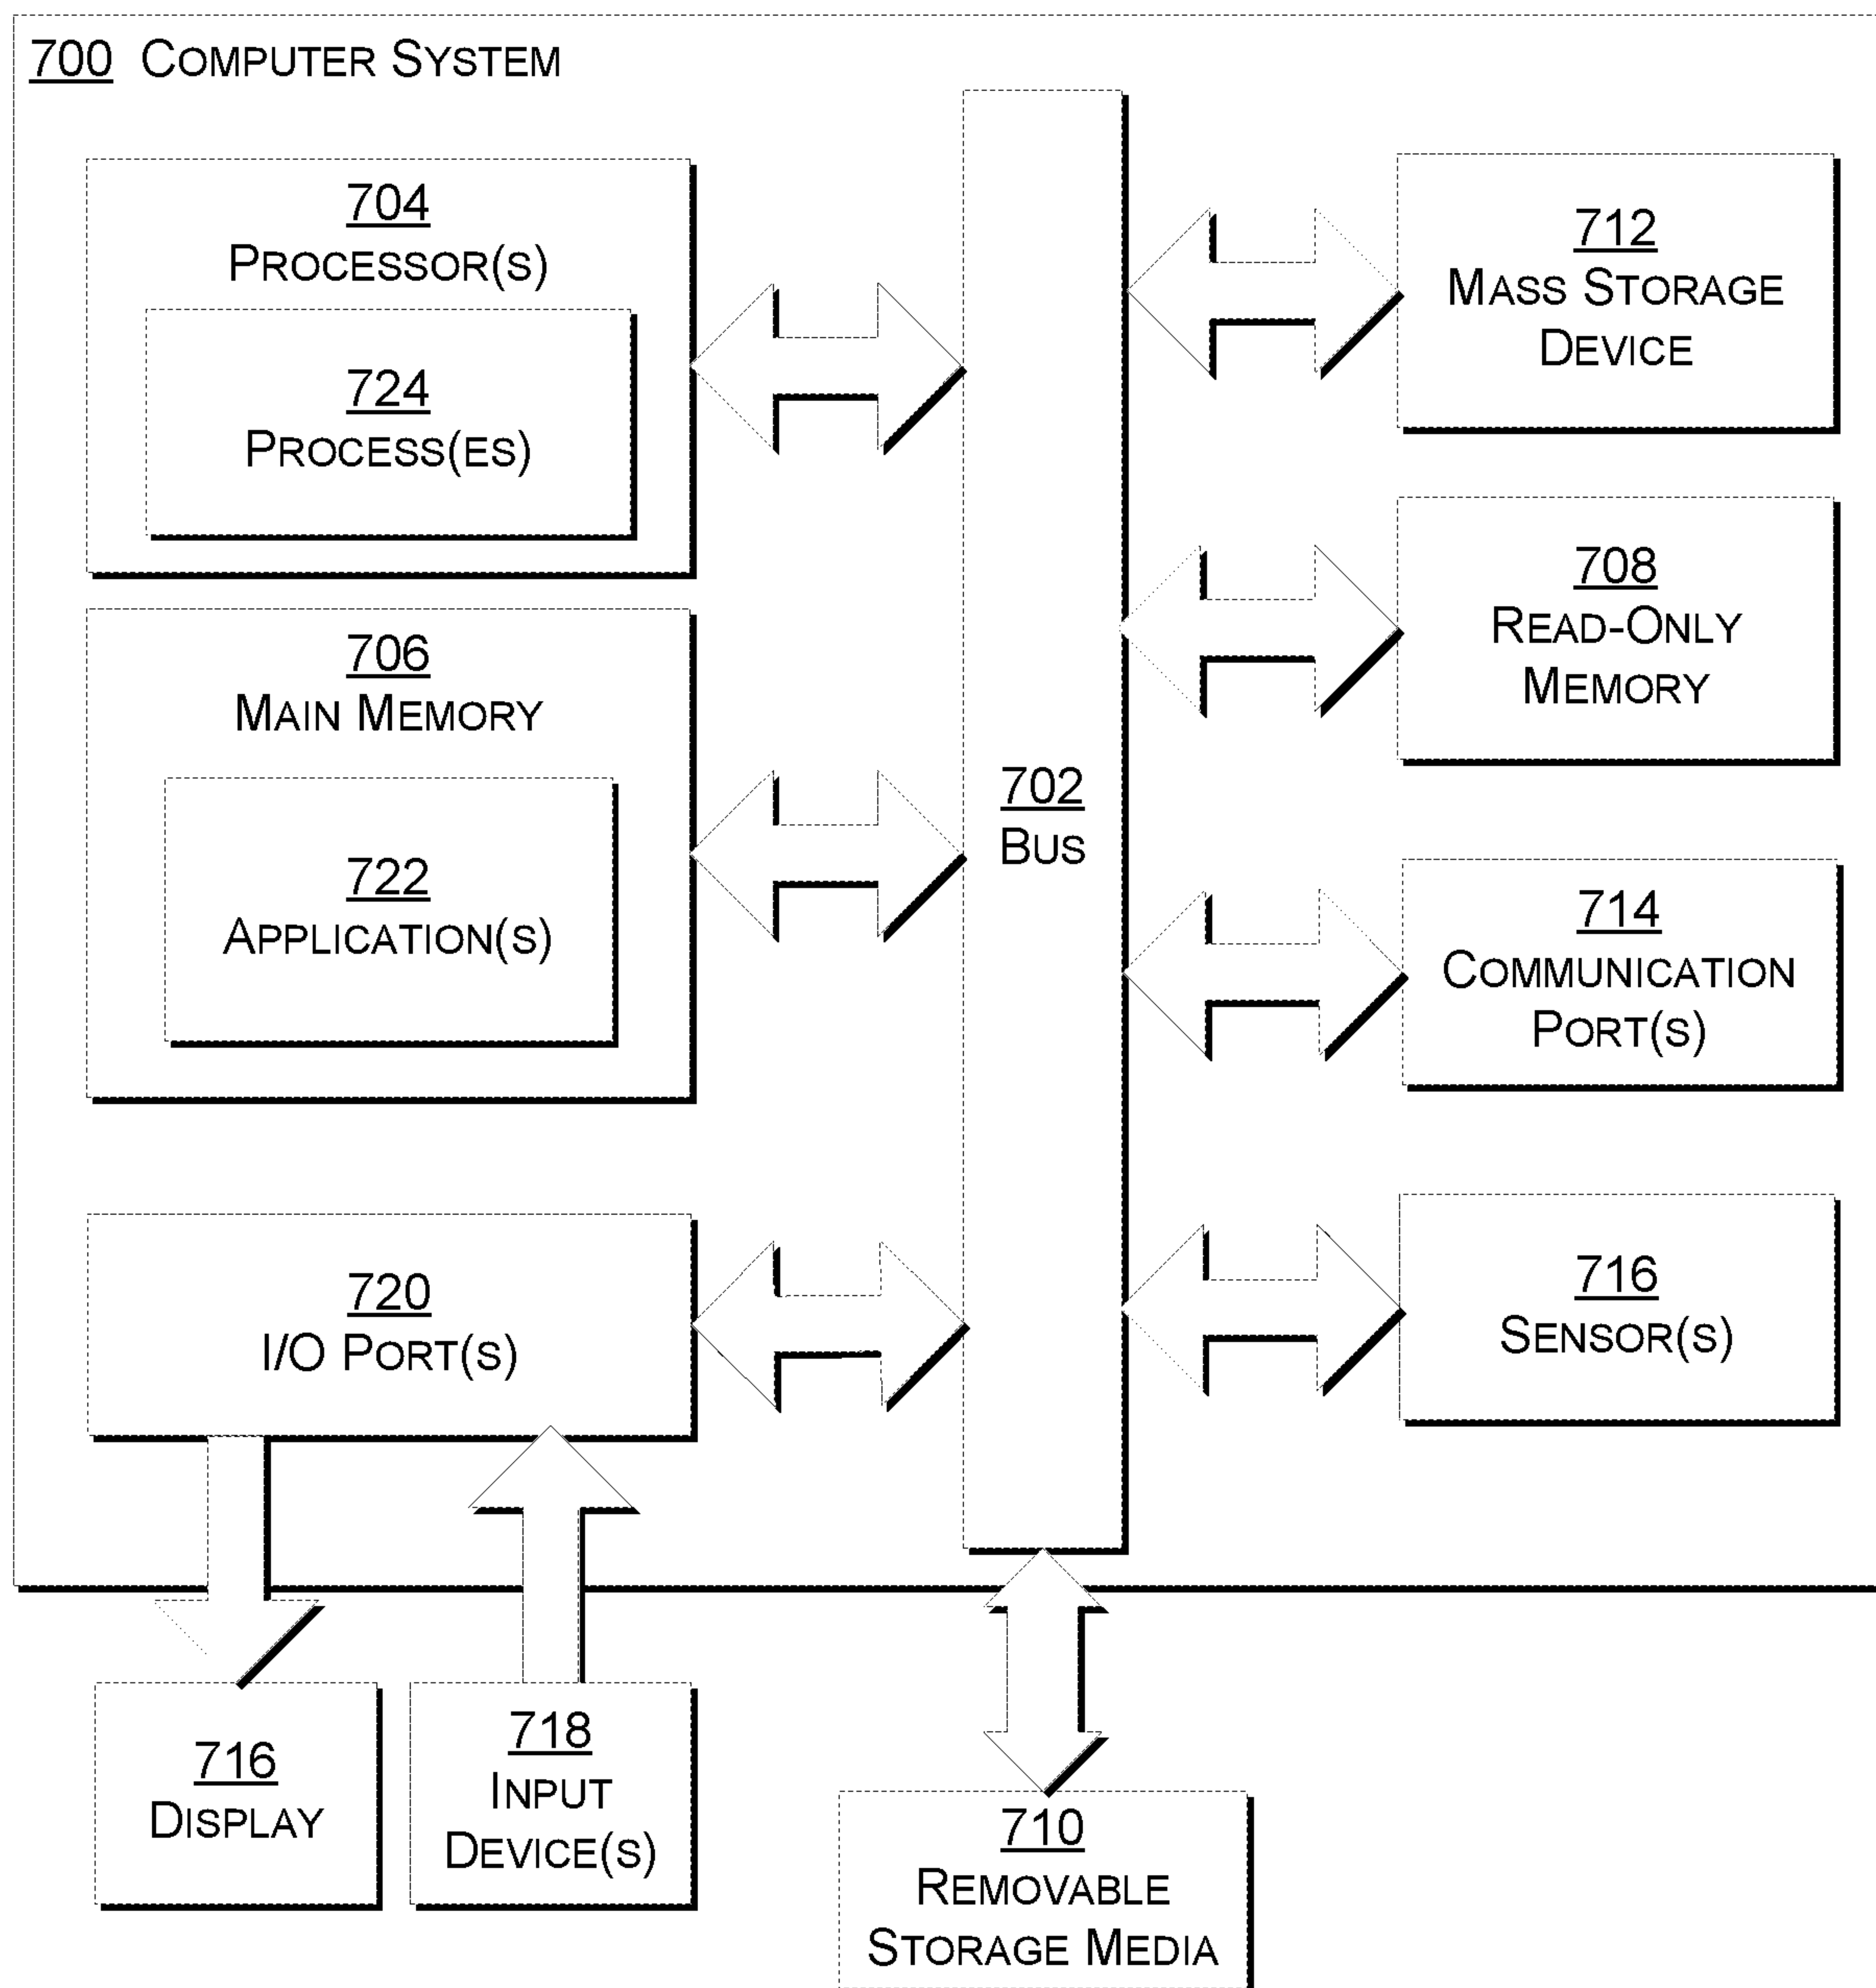 700 COMPUTER SYSTEM
704
PROCESSOR(S)
724
PROCESS(ES)
706
MAIN MEMORY
722
APPLICATION(S)
720
I/O PORT(S)
702
BUS
712
MASS STORAGE
DEVICE
708
READ-ONLY
MEMORY
714
COMMUNICATION
PORT(S)
716
SENSOR(S)
716
DISPLAY
718
INPUT
DEVICE(S)
710
REMOVABLE
STORAGE MEDIA